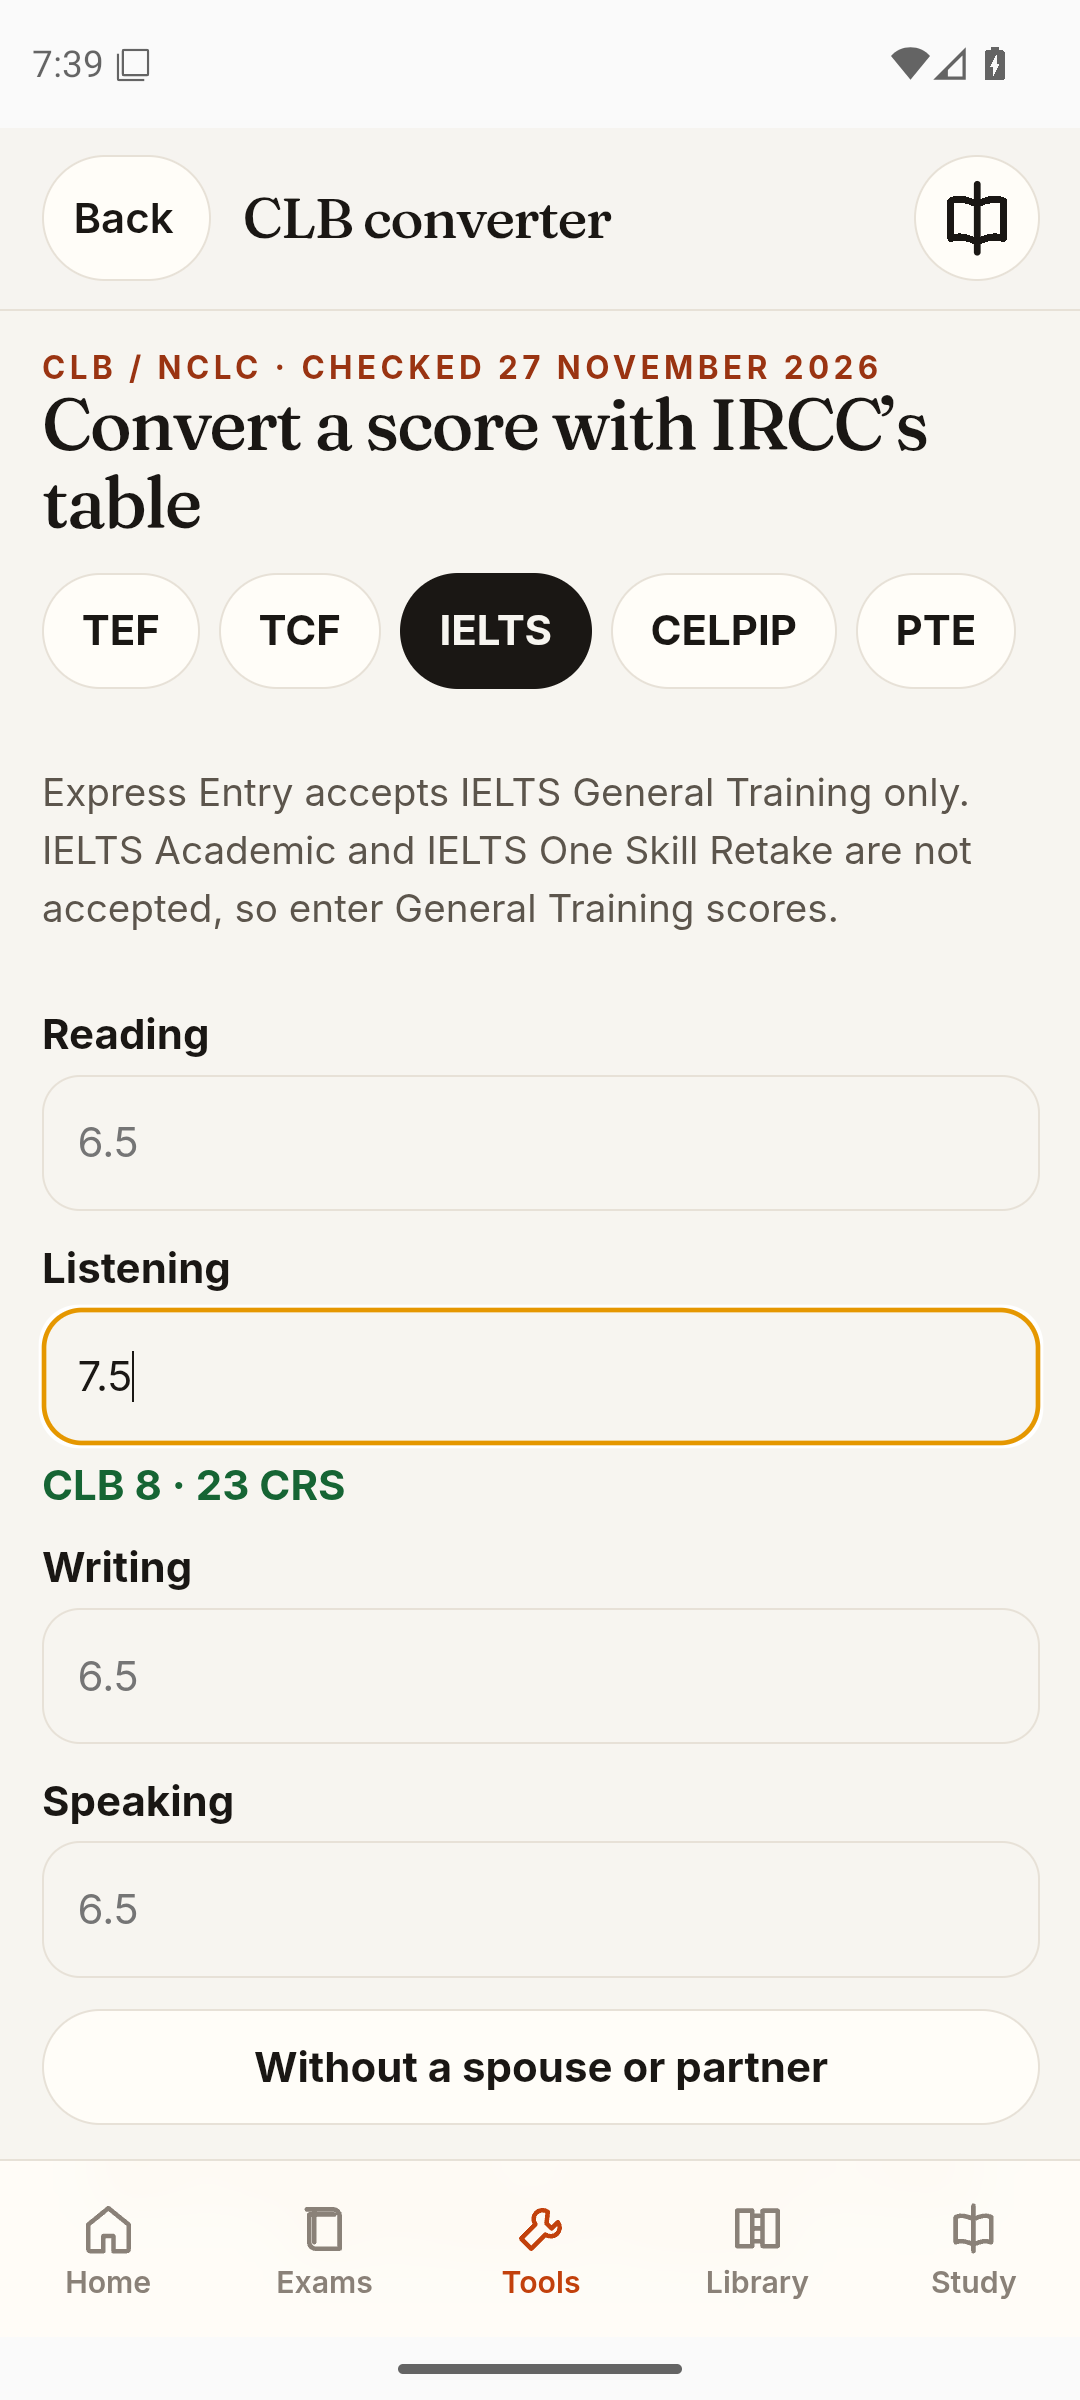 7:39
Back
CLB converter
CLB / NCLC · CHECKED 27 NOVEMBER 2026
Convert a score with IRCC’s
table
TEF TCF IELTS CELPIP PTE
Express Entry accepts IELTS General Training only.
IELTS Academic and IELTS One Skill Retake are not
accepted, so enter General Training scores.
Reading
6.5
Listening
7.5
CLB 8 · 23 CRS
Writing
6.5
Speaking
6.5
Without a spouse or partner
Home Exams Tools Library Study